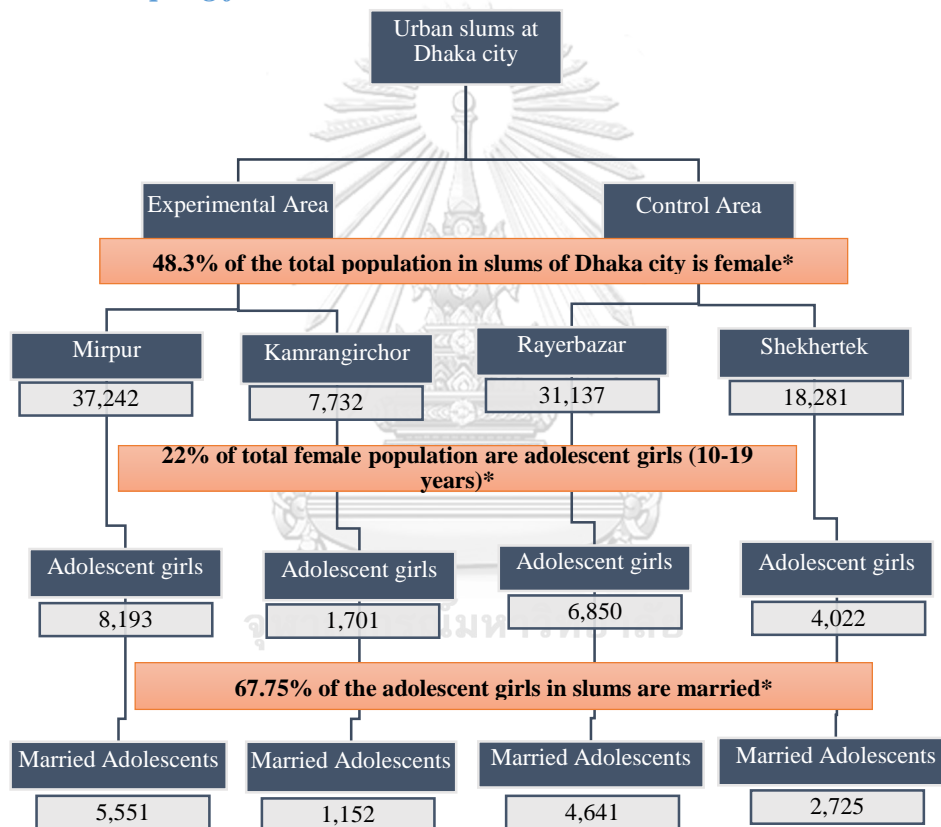 Urban slums at
Dhaka city
Experimental Area
Control Area
48.3% of the total population in slums of Dhaka city is female*
Mirpur
Kamrangirchor
Rayerbazar
Shekhertek
37,242
7,732
31,137
18,281
22% of total female population are adolescent girls (10-19
years)*
Adolescent girls
Adolescent girls
Adolescent girls
Adolescent girls
8,193
1,701
6,850
4,022
67.75% of the adolescent girls in slums are married*
Married Adolescents
Married Adolescents
Married Adolescents
Married Adolescents
5,551
1,152
4,641
2,725